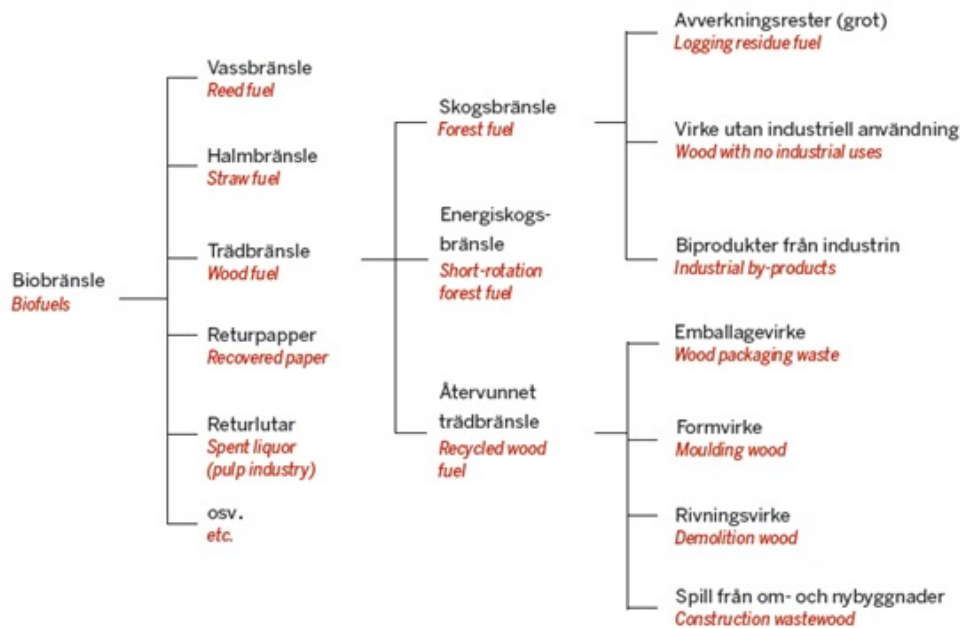 Biobränsle
Biofuels
Vassbränsle
Reed fuel
Halmbränsle
Straw fuel
Trädbränsle
Wood fuel
Returpapper
Recovered paper
Returlutar
Spent liquor
(pulp industry)
osv.
etc.
Skogsbränsle
Forest fuel
Energiskogs-
bränsle
Short-rotation
forest fuel
Återvunnet
trädbränsle
Recycled wood
fuel
Avverkningsrester (grot)
Logging residue fuel
Virke utan industriell användning
Wood with no industrial uses
Biprodukter från industrin
Industrial by-products
Emballagevirke
Wood packaging waste
Formvirke
Moulding wood
Rivningsvirke
Demolition wood
Spill från om- och nybyggnader
Construction wastewood